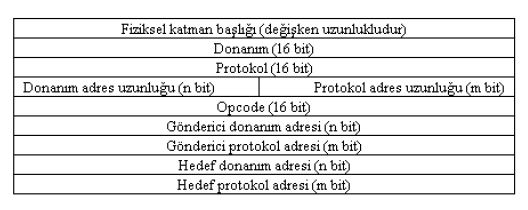 Fiziksel katman başlığı (değişken uzunlukludur)
Donanım (16 bit)
Protokol (16 bit)
Donanım adres uzunluğu (n bit) Protokol adres uzunluğu (m bit)
Opcode (16 bit)
Gönderici donanım adresi (n bit)
Gönderici protokol adresi (m bit)
Hedef donanım adresi (n bit)
Hedef protokol adresi (m bit)